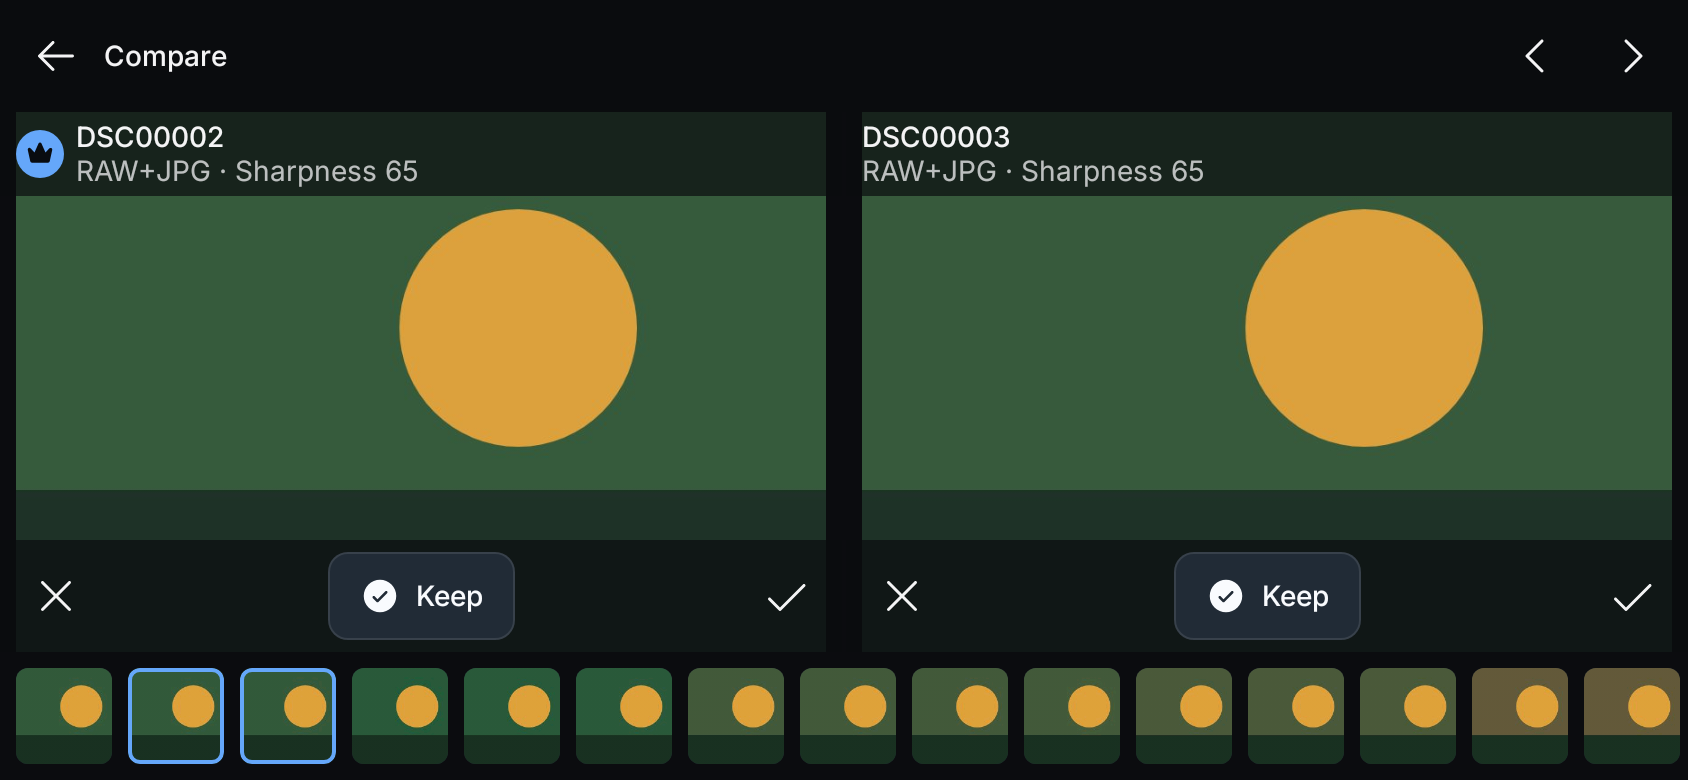 Compare
DSC00002
RAW+JPG · Sharpness 65
DSC00003
RAW+JPG · Sharpness 65
Keep
Keep